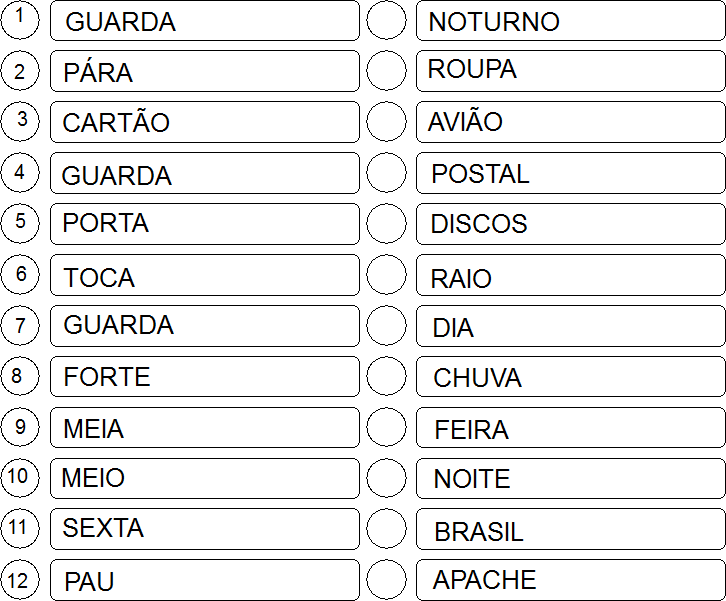 1 GUARDA NOTURNO
2 PÁRA ROUPA
3 CARTÃO AVIÃO
4 GUARDA POSTAL
5 PORTA DISCOS
6 TOCA RAIO
7 GUARDA DIA
8 FORTE CHUVA
9 MEIA FEIRA
10 MEIO NOITE
11 SEXTA BRASIL
12 PAU APACHE